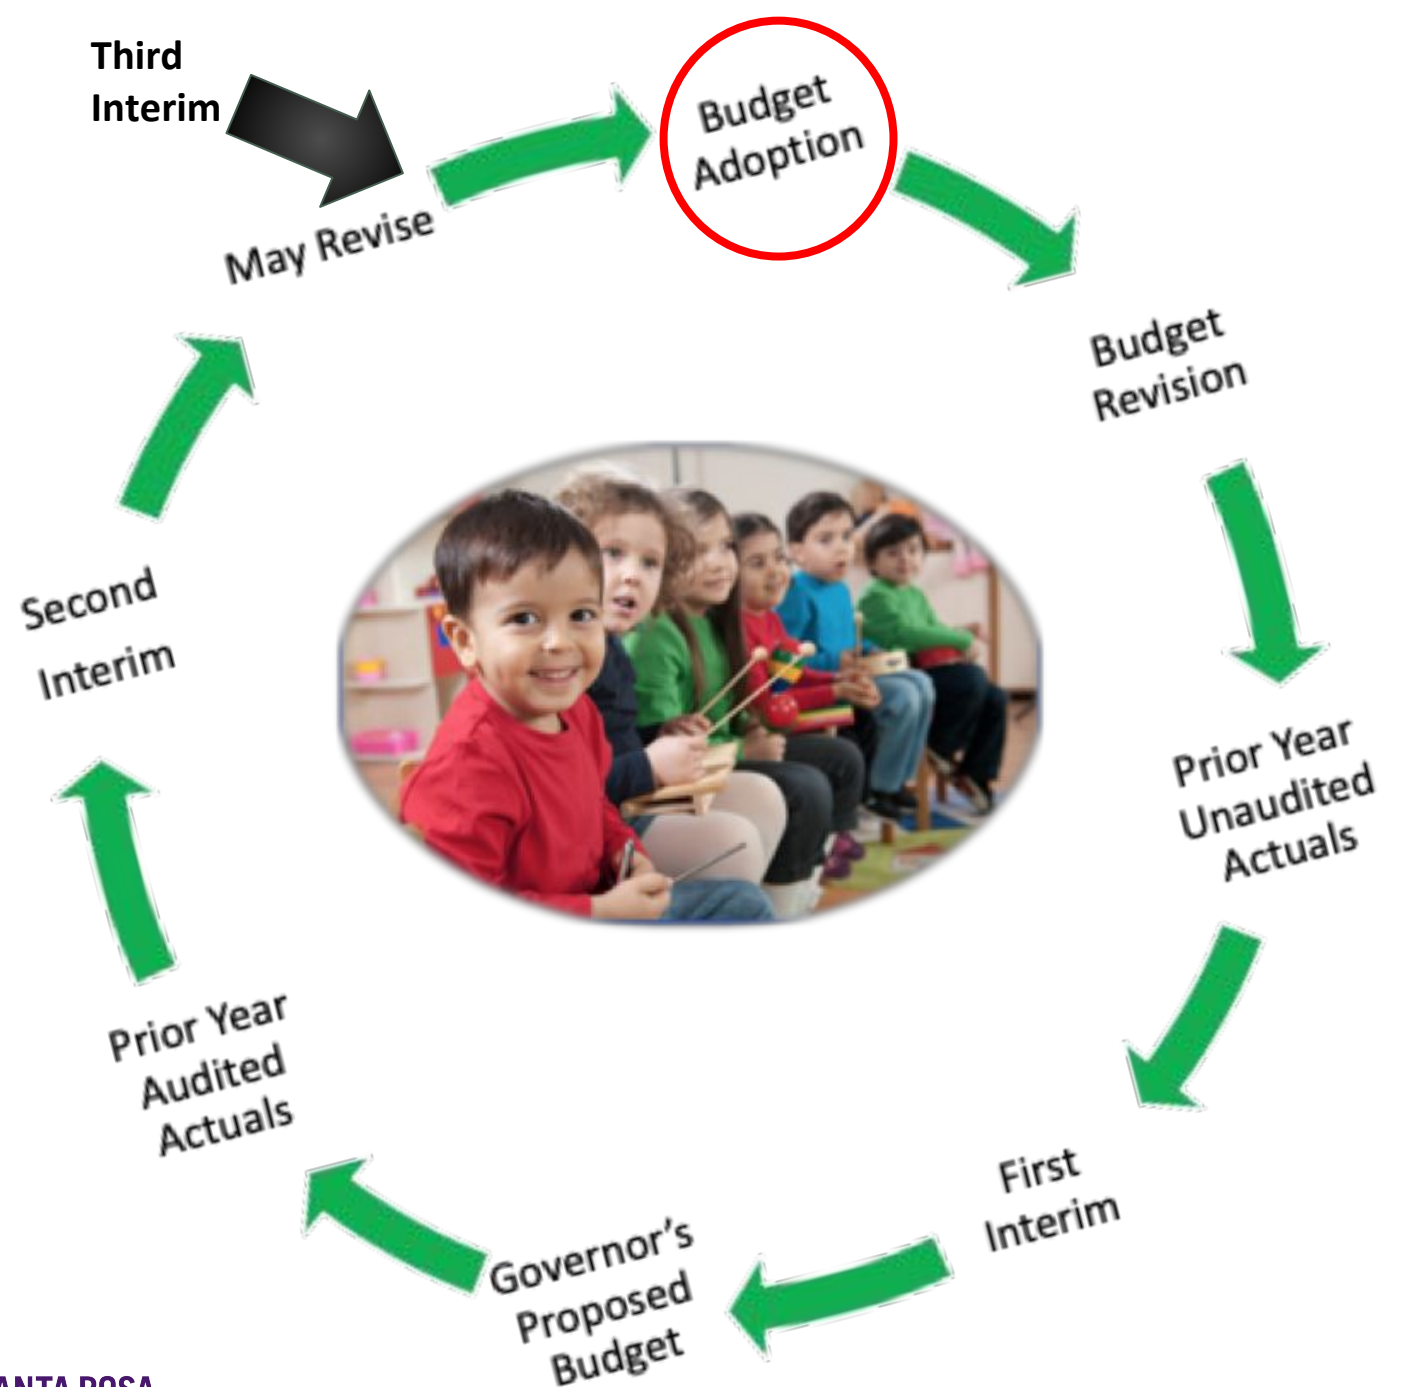 Third
Interim
Budget
Adoption
May Revise
Budget
Revision
Second
Interim
Prior Year
Unaudited
Actuals
Prior Year
Audited
Actuals
First
Interim
Governor’s
Proposed
Budget
ROSA